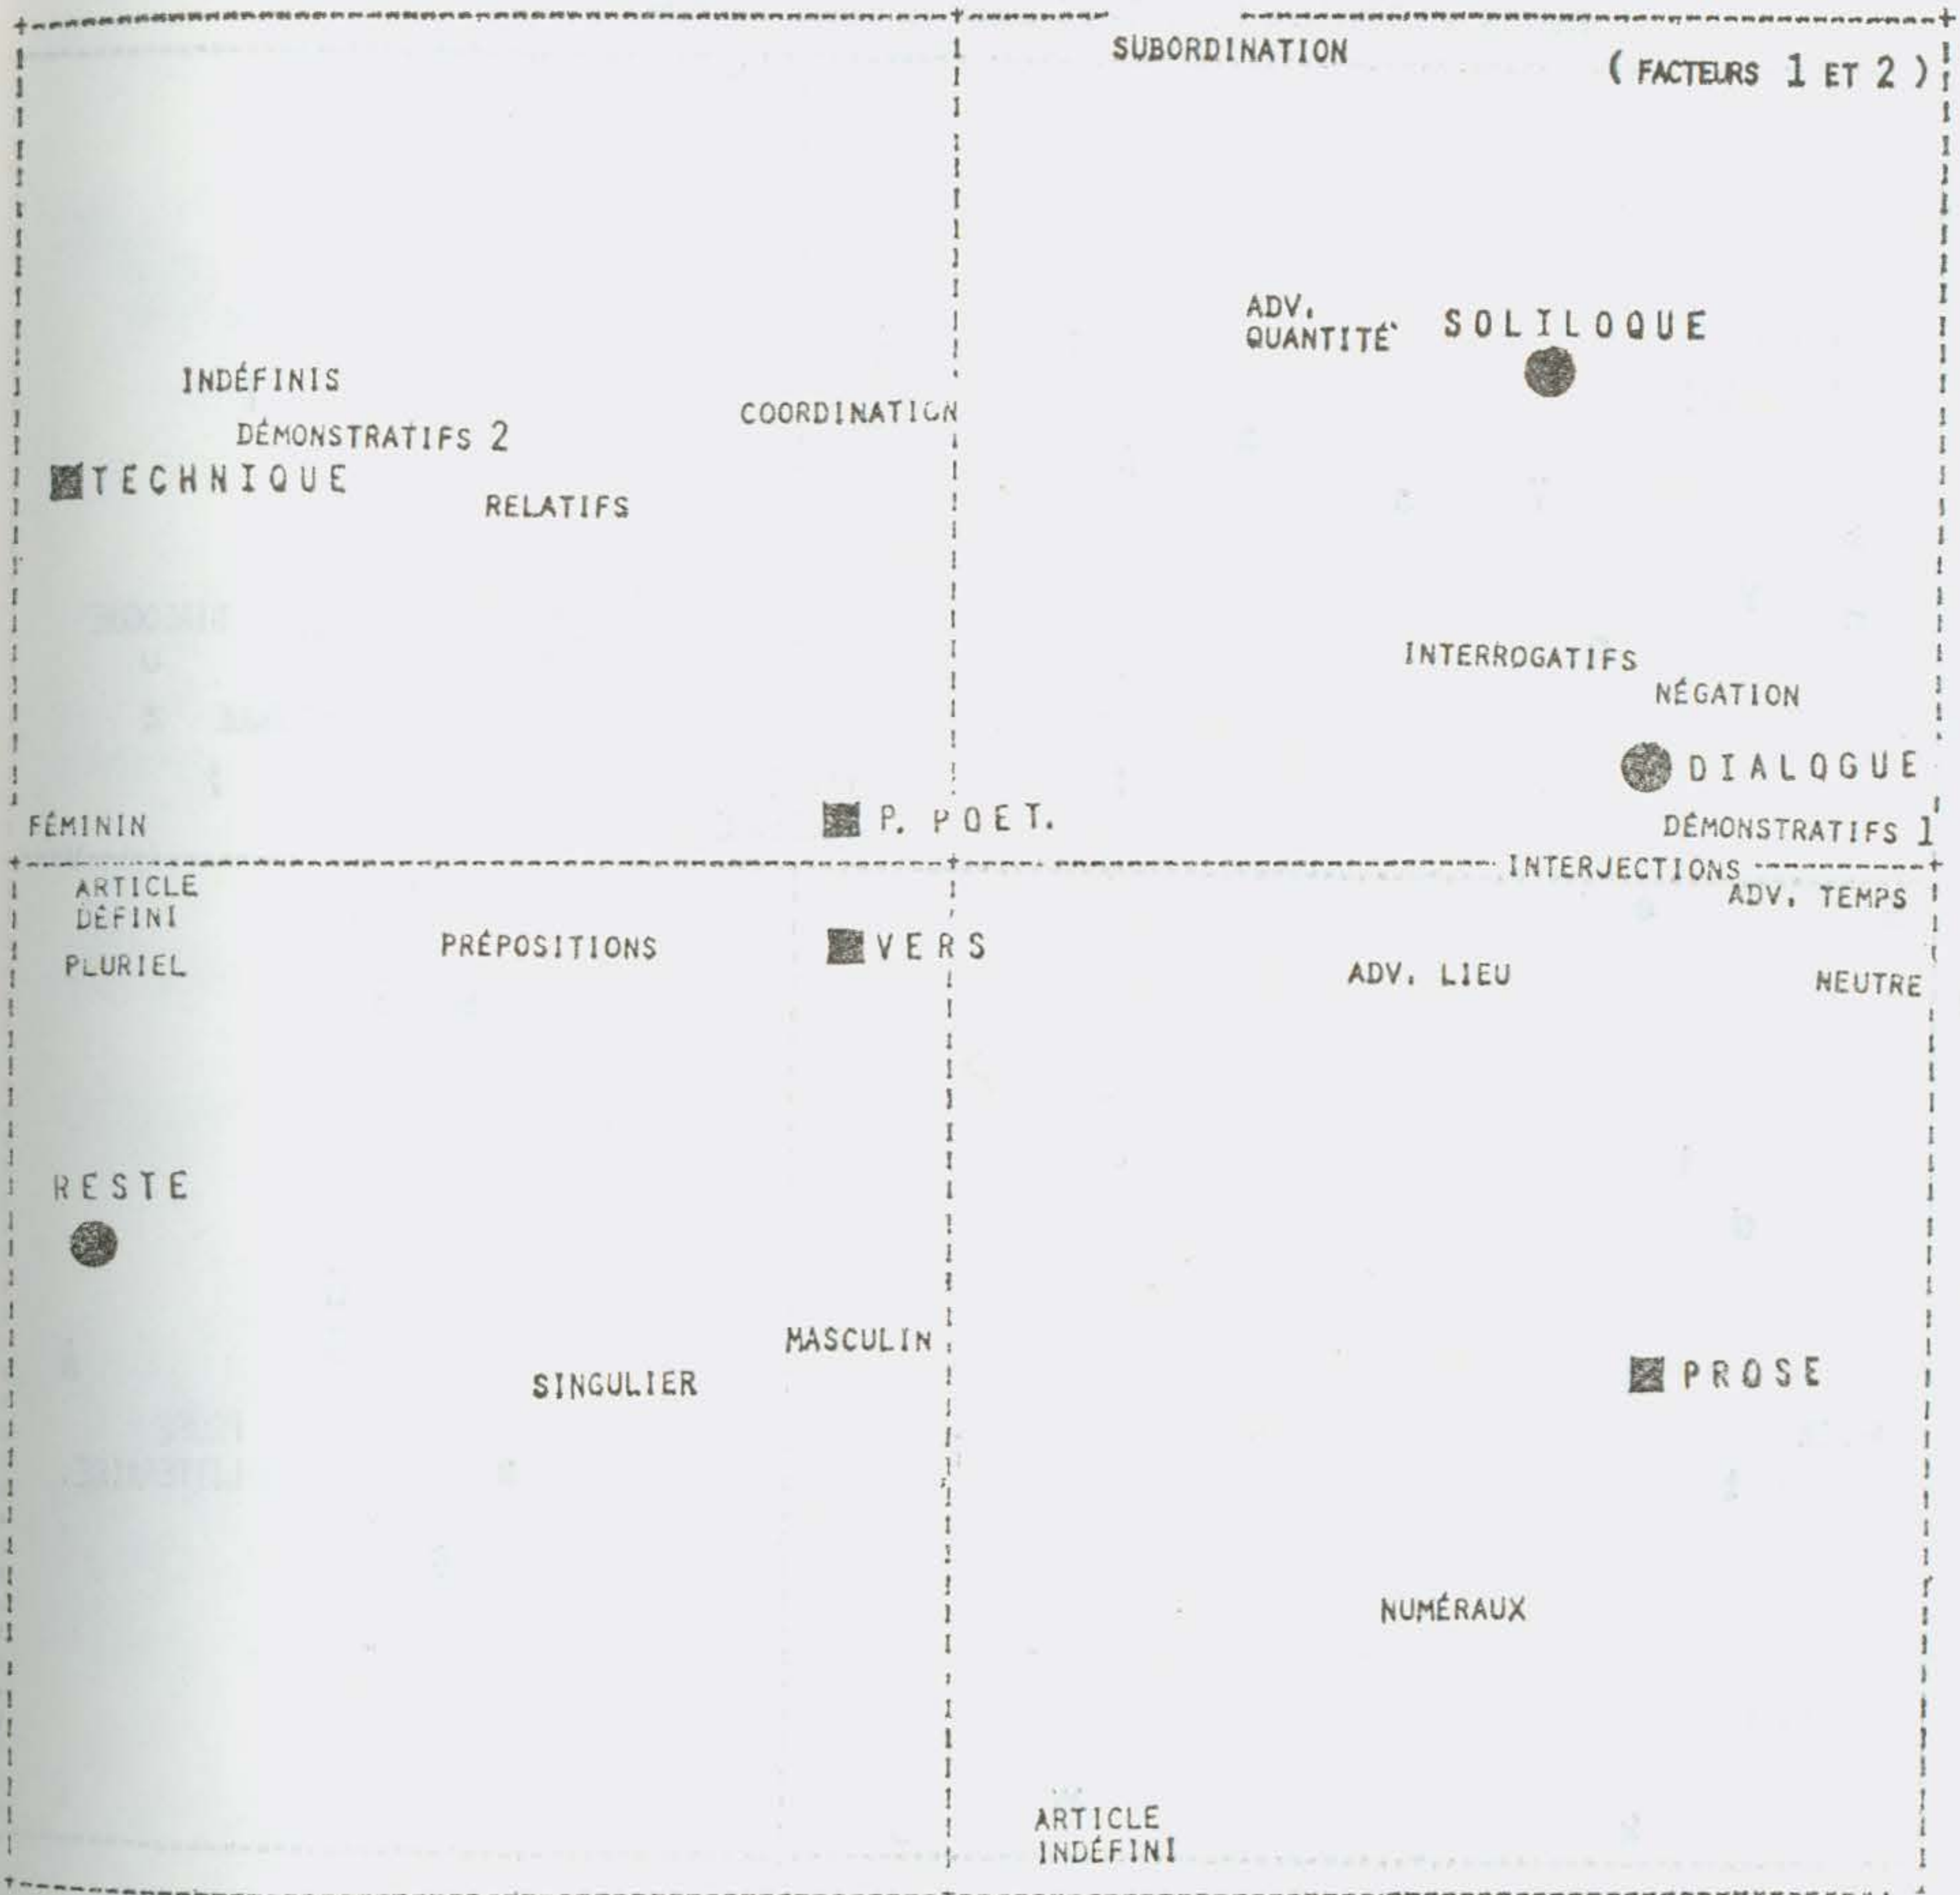 SUBORDINATION
( FACTEURS 1 ET 2 )
ADV.
QUANTITÉ
SOLILOQUE
INDÉFINIS
COORDINATION
DÉMONSTRATIFS 2
TECHNIQUE
RELATIFS
INTERROGATIFS
NÉGATION
DIALOGUE
P. POET.
FÉMININ
DÉMONSTRATIFS 1
INTERJECTIONS
ARTICLE
DÉFINI
ADV. TEMPS
PRÉPOSITIONS
VERS
PLURIEL
ADV. LIEU
NEUTRE
RESTE
MASCULIN
SINGULIER
PROSE
NUMÉRAUX
ARTICLE
INDÉFINI